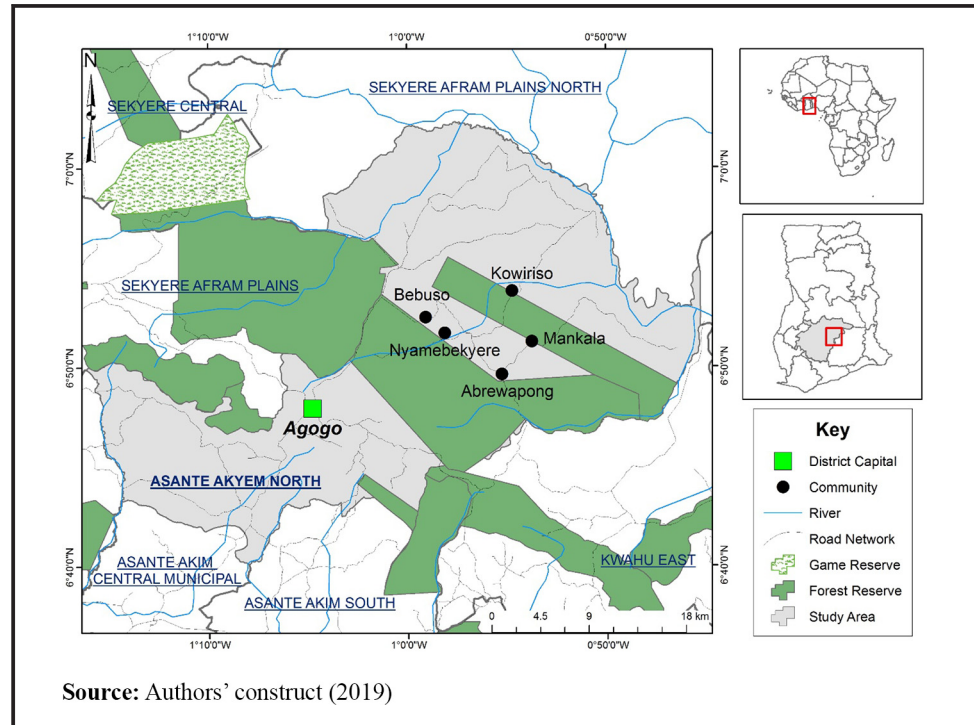 1°10'0"W 1°0'0"W 0°50'0"W
N
SEKYERE AFRAM PLAINS NORTH
SEKYERE CENTRAL
7°0'0"N 7°0'0"N
Kowiriso
SEKYERE AFRAM PLAINS
Bebuso
Mankala
Nyamebekyere
6°50'0"N 6°50'0"N
Abrewapong
Agogo
ASANTE AKYEM NORTH
ASANTE AKIM
CENTRAL MUNICIPAL
KWAHU EAST
6°40'0"N 6°40'0"N
ASANTE AKIM SOUTH
0 4.5 9 18 km
1°10'0"W 1°0'0"W 0°50'0"W
Key
District Capital
Community
River
Road Network
Game Reserve
Forest Reserve
Study Area
Source: Authors’ construct (2019)